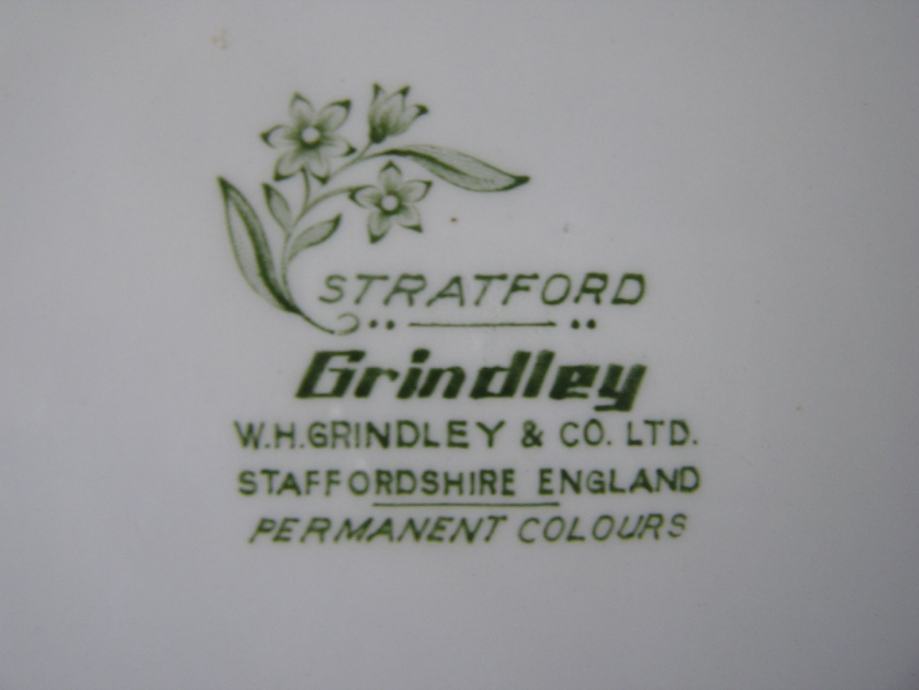 STRATFORD
Grindley
W.H.GRINDLEY & CO. LTD.
STAFFORDSHIRE ENGLAND
PERMANENT COLOURS